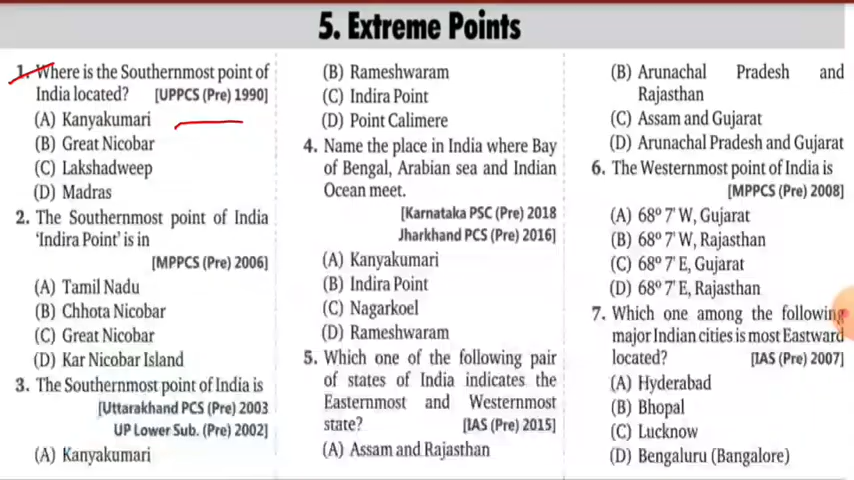 5. Extreme Points
1. Where is the Southernmost point of
India located? [UPPCS (Pre) 1990]
(A) Kanyakumari
(B) Great Nicobar
(C) Lakshadweep
(D) Madras
2. The Southernmost point of India
'Indira Point' is in
[MPPCS (Pre) 2006]
(A) Tamil Nadu
(B) Chhota Nicobar
(C) Great Nicobar
(D) Kar Nicobar Island
3. The Southernmost point of India is
[Uttarakhand PCS (Pre) 2003
UP Lower Sub. (Pre) 2002]
(A) Kanyakumari
(B) Rameshwaram
(C) Indira Point
(D) Point Calimere
4. Name the place in India where Bay
of Bengal, Arabian sea and Indian
Ocean meet.
[Karnataka PSC (Pre) 2018
Jharkhand PCS (Pre) 2016]
(A) Kanyakumari
(B) Indira Point
(C) Nagarkoel
(D) Rameshwaram
5. Which one of the following pair
of states of India indicates the
Easternmost and Westernmost
state? [IAS (Pre) 2015]
(A) Assam and Rajasthan
(B) Arunachal Pradesh and
Rajasthan
(C) Assam and Gujarat
(D) Arunachal Pradesh and Gujarat
6. The Westernmost point of India is
[MPPCS (Pre) 2008]
(A) 68° 7' W, Gujarat
(B) 68° 7' W, Rajasthan
(C) 68° 7' E, Gujarat
(D) 68° 7' E, Rajasthan
7. Which one among the following
major Indian cities is most Eastward
located? [IAS (Pre) 2007]
(A) Hyderabad
(B) Bhopal
(C) Lucknow
(D) Bengaluru (Bangalore)